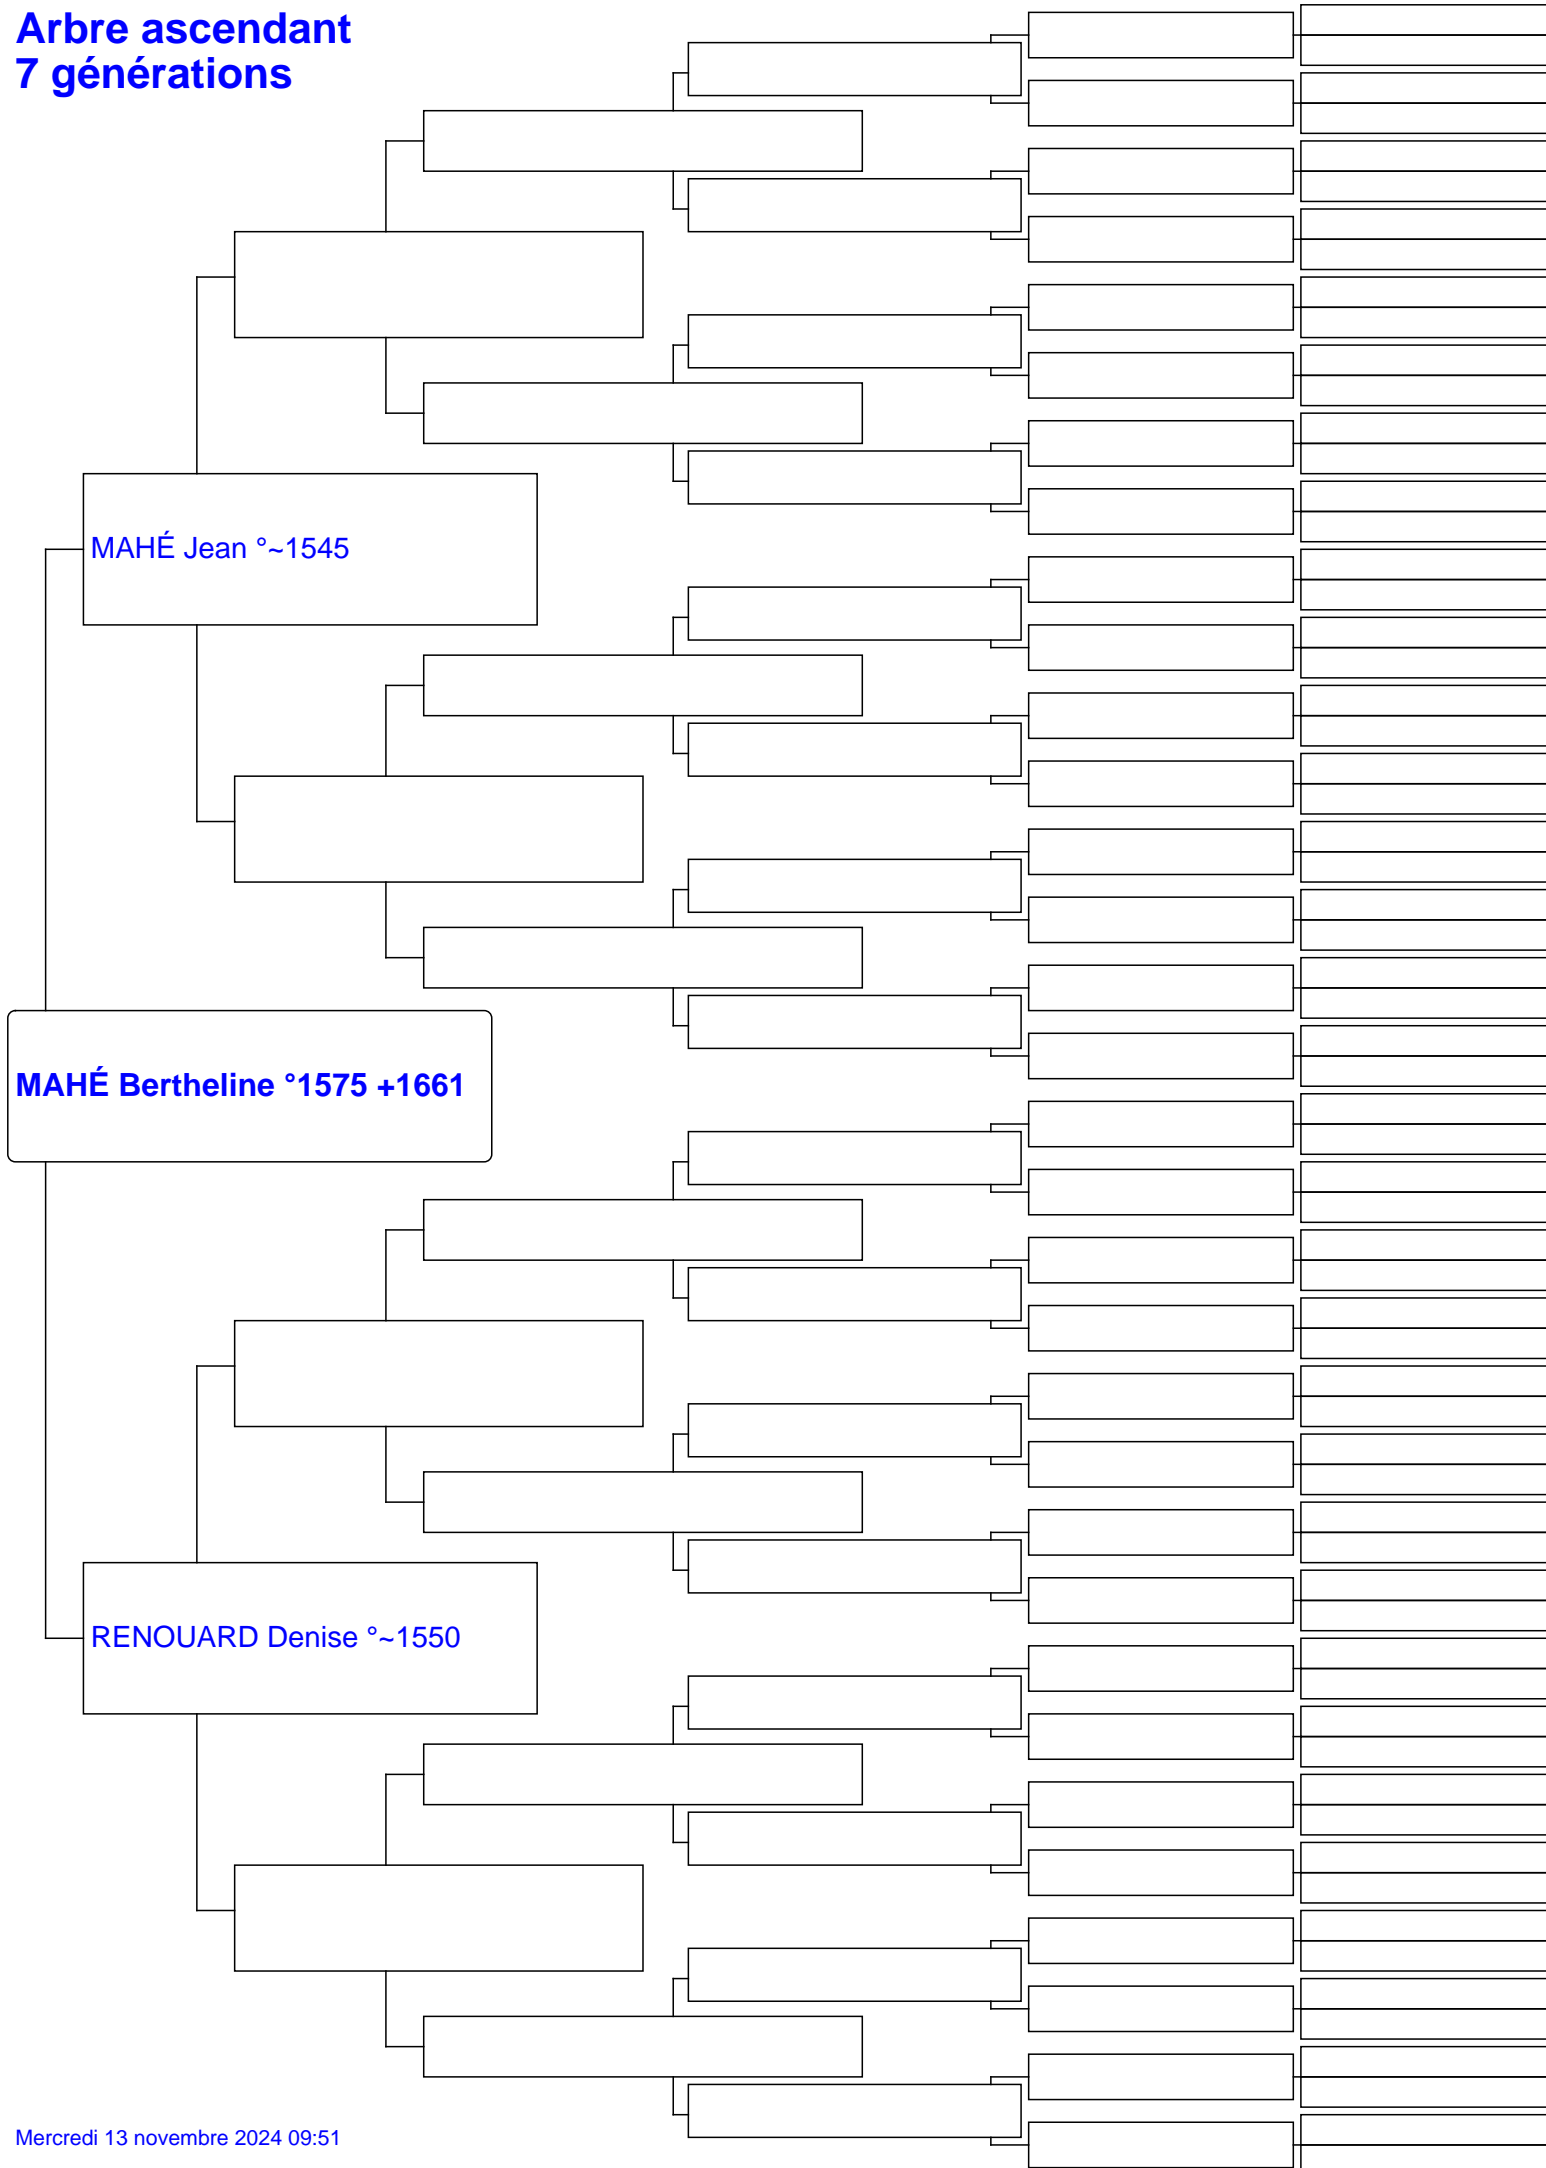 Arbre ascendant
7 générations
MAHÉ Jean °~1545
MAHÉ Bertheline °1575 +1661
RENOUARD Denise °~1550
Mercredi 13 novembre 2024 09:51